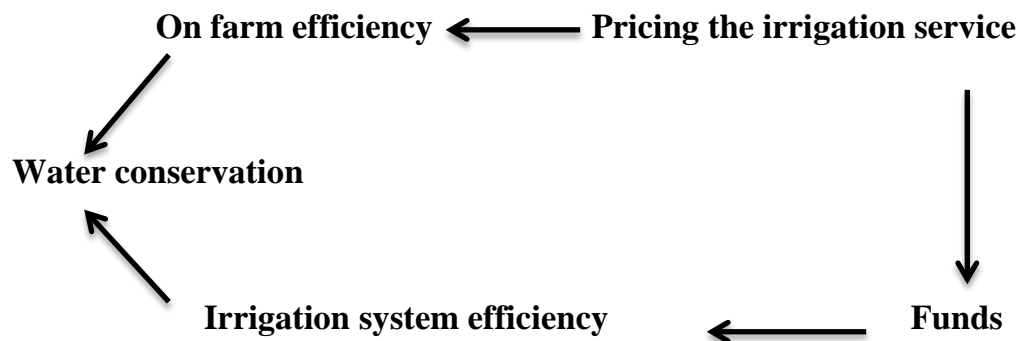 On farm efficiency Pricing the irrigation service
Water conservation
Irrigation system efficiency Funds